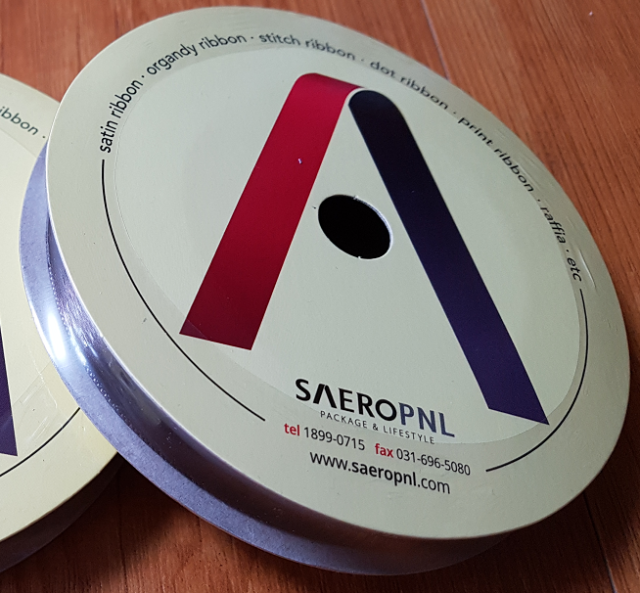 satin ribbon · organdy ribbon · stitch ribbon · dot ribbon · print ribbon · raffia · etc
SAEROPNL
PACKAGE & LIFESTYLE
tel 1899-0715 fax 031-696-5080
www.saeropnl.com
ibbon ·